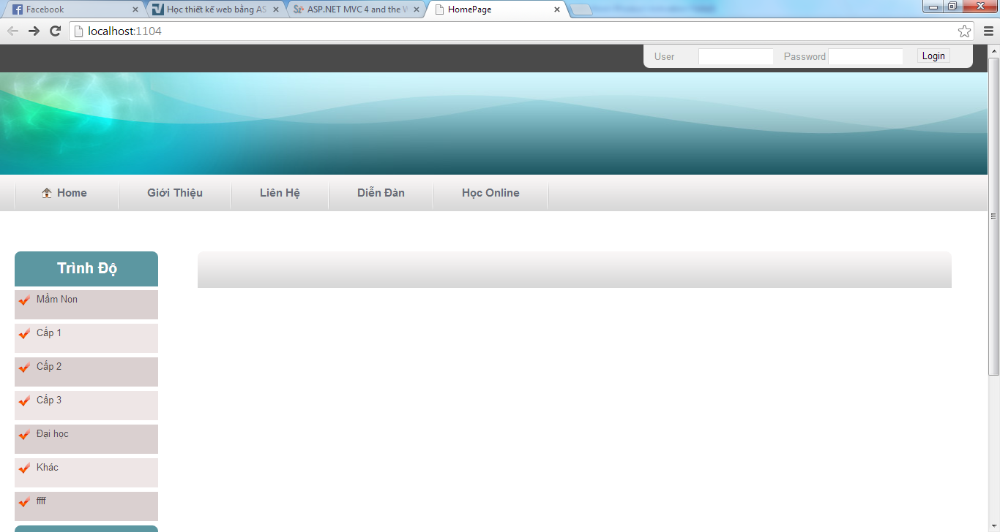 Facebook
Học thiết kế web bằng AS
ASP.NET MVC 4 and the
HomePage
localhost:1104
User
Password
Login
Home
Giới Thiệu
Liên Hệ
Diễn Đàn
Học Online
Trình Độ
Mầm Non
Cấp 1
Cấp 2
Cấp 3
Đại học
Khác
ffff